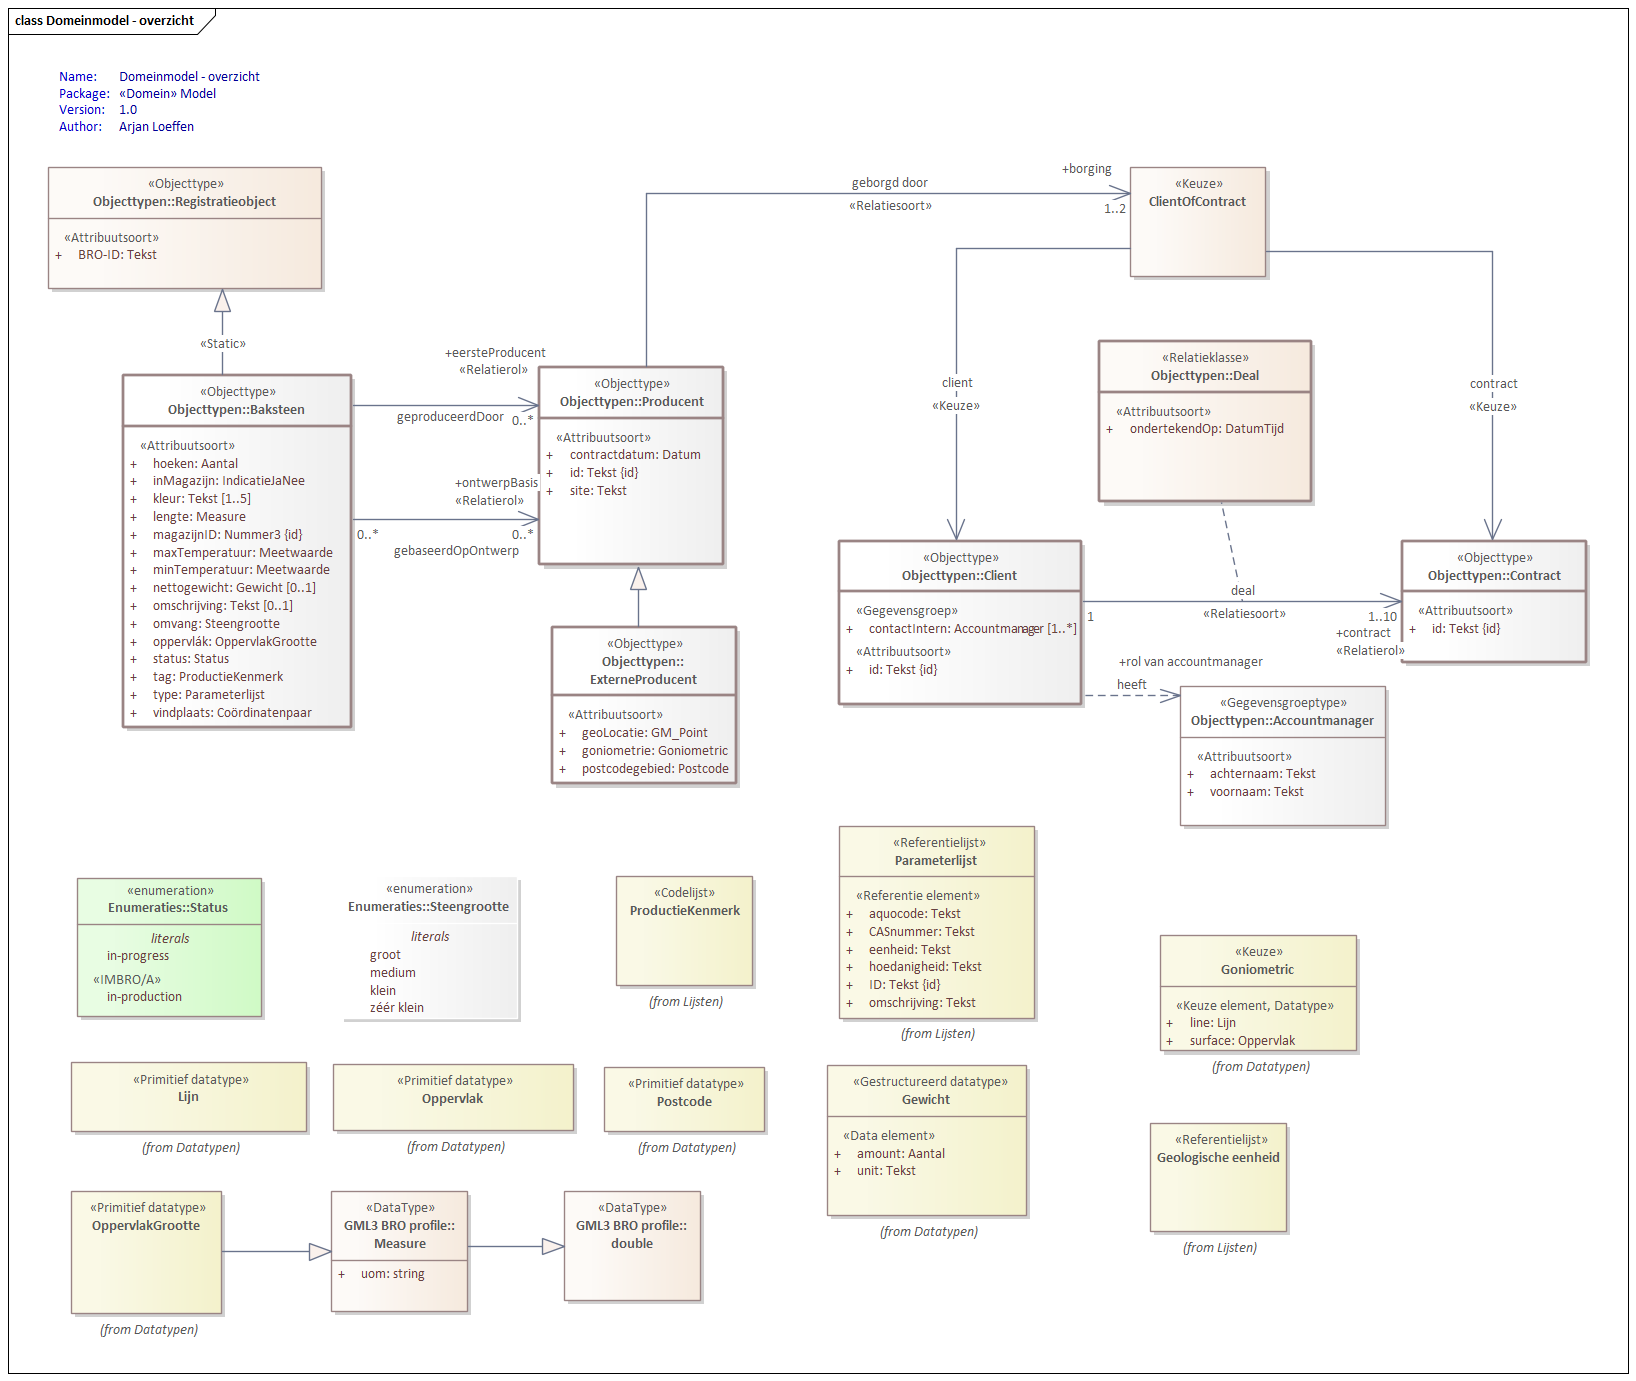 class Domeinmodel - overzicht
Name: Domeinmodel - overzicht
Package: «Domein» Model
Version: 1.0
Author: Arjan Loeffen
«Objecttype»
Objecttypen::Registratieobject
«Attribuutsoort»
+ BRO-ID: Tekst
«Static»
«Objecttype»
Objecttypen::Baksteen
«Attribuutsoort»
+ hoeken: Aantal
+ inMagazijn: IndicatieJaNee
+ kleur: Tekst [1..5]
+ lengte: Measure
+ magazijnID: Nummer3 {id}
+ maxTemperatuur: Meetwaarde
+ minTemperatuur: Meetwaarde
+ nettogewicht: Gewicht [0..1]
+ omschrijving: Tekst [0..1]
+ omvang: Steengrootte
+ oppervlák: OppervlakGrootte
+ status: Status
+ tag: ProductieKenmerk
+ type: Parameterlijst
+ vindplaats: Coördinatenpaar
+eersteProducent
«Relatierol»
geproduceerdDoor
0..*
+ontwerpBasis
«Relatierol»
0..*
0..*
gebaseerdOpOntwerp
«Objecttype»
Objecttypen::Producent
«Attribuutsoort»
+ contractdatum: Datum
+ id: Tekst {id}
+ site: Tekst
«Objecttype»
Objecttypen::
ExterneProducent
«Attribuutsoort»
+ geoLocatie: GM_Point
+ goniometrie: Goniometric
+ postcodegebied: Postcode
geborgd door
«Relatiesoort»
+borging
1..2
«Keuze»
ClientOfContract
client
«Keuze»
contract
«Keuze»
«Relatieklasse»
Objecttypen::Deal
«Attribuutsoort»
+ ondertekendOp: DatumTijd
«Objecttype»
Objecttypen::Client
«Gegevensgroep»
+ contactIntern: Accountmanager [1..*]
«Attribuutsoort»
+ id: Tekst {id}
deal
«Relatiesoort»
1
1..10
+contract
«Relatierol»
«Objecttype»
Objecttypen::Contract
«Attribuutsoort»
+ id: Tekst {id}
+rol van accountmanager
heeft
«Gegevensgroeptype»
Objecttypen::Accountmanager
«Attribuutsoort»
+ achternaam: Tekst
+ voornaam: Tekst
«enumeration»
Enumeraties::Status
literals
in-progress
«IMBRO/A»
in-production
«enumeration»
Enumeraties::Steengrootte
literals
groot
medium
klein
zéér klein
«Codelijst»
ProductieKenmerk
(from Lijsten)
«Referentielijst»
Parameterlijst
«Referentie element»
+ aquocode: Tekst
+ CASnummer: Tekst
+ eenheid: Tekst
+ hoedanigheid: Tekst
+ ID: Tekst {id}
+ omschrijving: Tekst
(from Lijsten)
«Keuze»
Goniometric
«Keuze element, Datatype»
+ line: Lijn
+ surface: Oppervlak
(from Datatypen)
«Primitief datatype»
Lijn
(from Datatypen)
«Primitief datatype»
Oppervlak
(from Datatypen)
«Primitief datatype»
Postcode
(from Datatypen)
«Gestructureerd datatype»
Gewicht
«Data element»
+ amount: Aantal
+ unit: Tekst
(from Datatypen)
«Referentielijst»
Geologische eenheid
(from Lijsten)
«Primitief datatype»
OppervlakGrootte
(from Datatypen)
«DataType»
GML3 BRO profile::
Measure
+ uom: string
«DataType»
GML3 BRO profile::
double